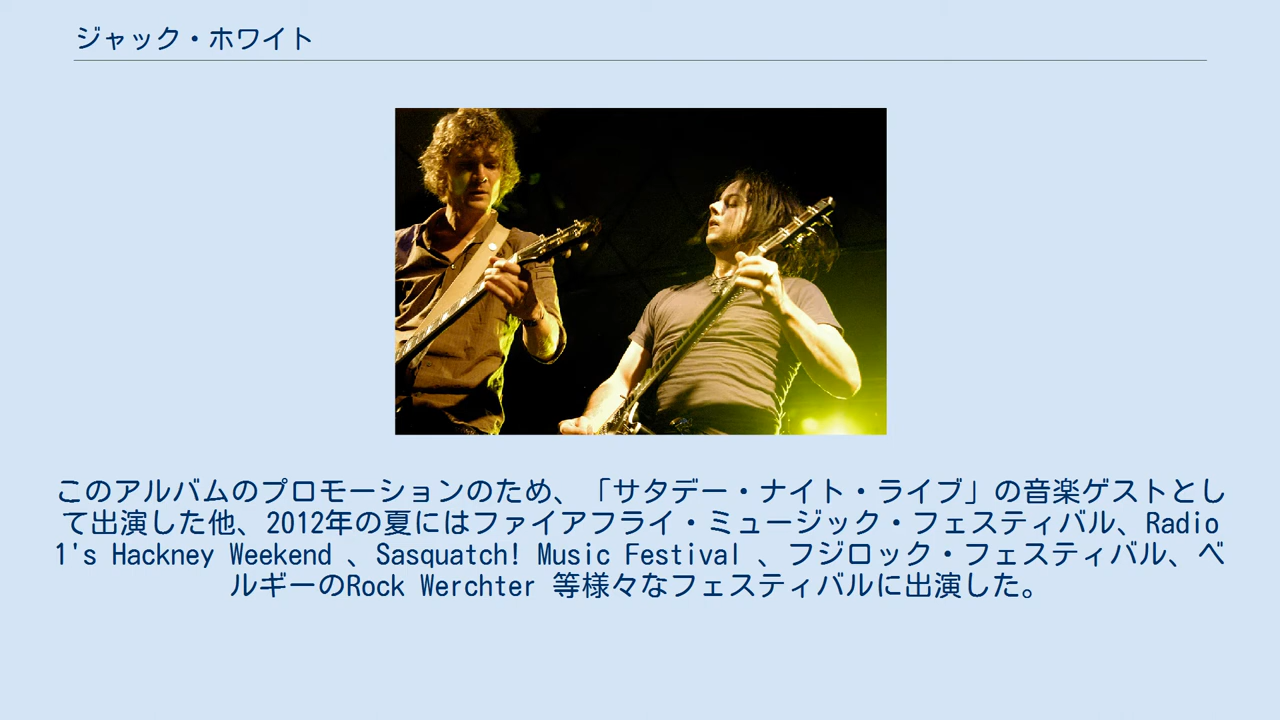 ジャック・ホワイト
このアルバムのプロモーションのため、「サタデー・ナイト・ライブ」の音楽ゲストとし
て出演した他、2012年の夏にはファイアフライ・ミュージック・フェスティバル、Radio
1's Hackney Weekend 、Sasquatch! Music Festival 、フジロック・フェスティバル、ベ
ルギーのRock Werchter 等様々なフェスティバルに出演した。